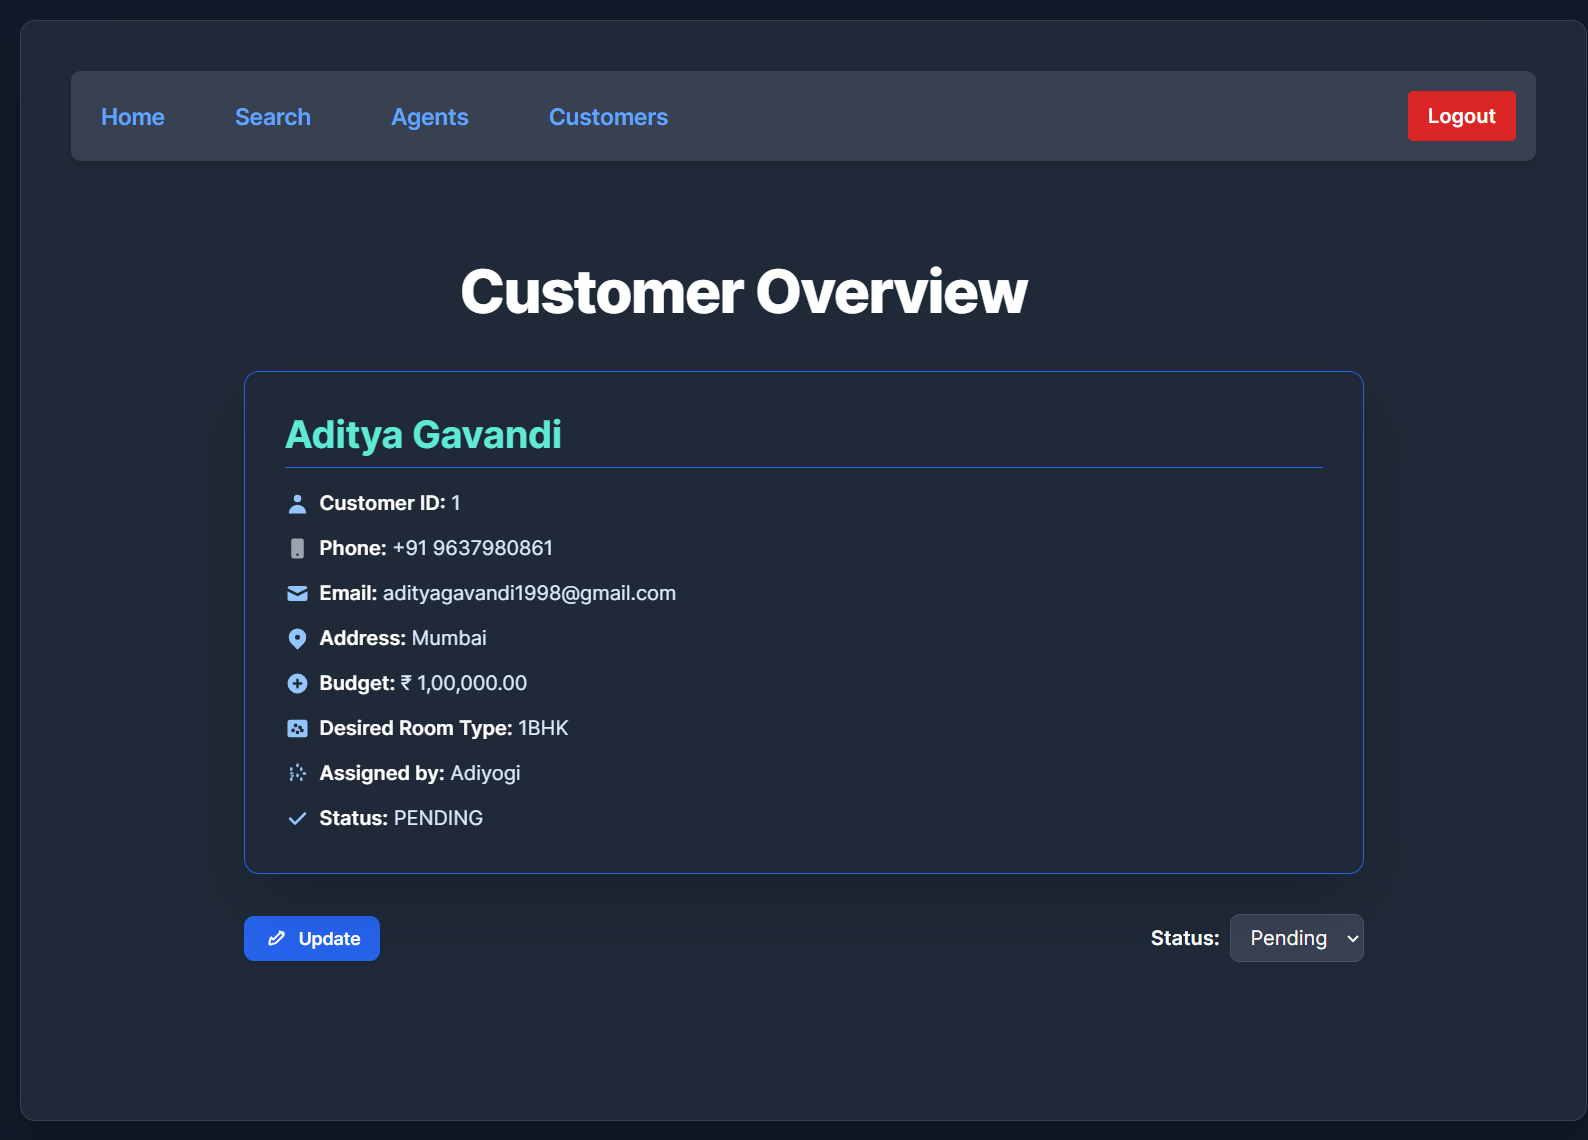 Home Search Agents Customers Logout
Customer Overview
Aditya Gavandi
Customer ID: 1
Phone: +91 9637980861
Email: adityagavandi1998@gmail.com
Address: Mumbai
Budget: ₹ 1,00,000.00
Desired Room Type: 1BHK
Assigned by: Adiyogi
Status: PENDING
Update Status: Pending